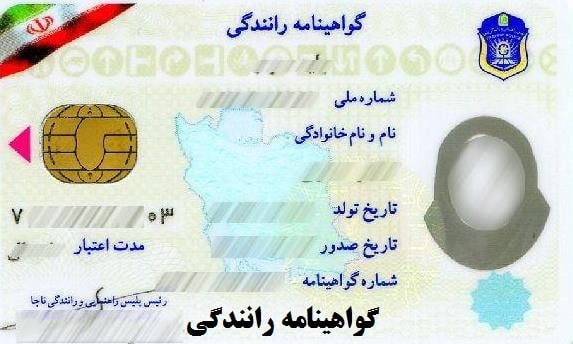 گواهینامه رانندگی
شماره ملی
نام و نام خانوادگی
تاریخ تولد
۷ ۰۳
تاریخ صدور
مدت اعتبار
شماره گواهینامه
رئیس پلیس راهنمایی و رانندگی ناجا
گواهینامه رانندگی